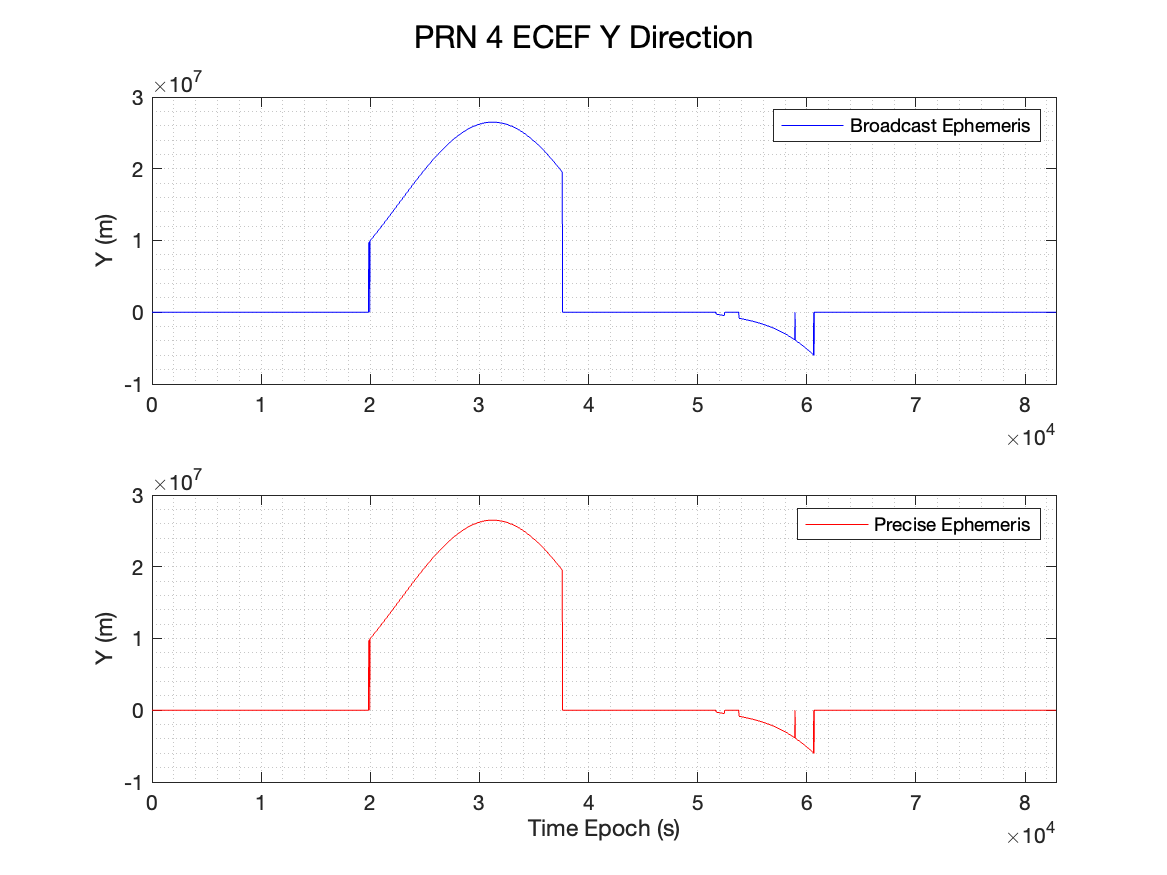 PRN 4 ECEF Y Direction
×10⁷
3
2
1
0
-1
Y (m)
Broadcast Ephemeris
0 1 2 3 4 5 6 7 8
×10⁴
×10⁷
3
2
1
0
-1
Y (m)
Precise Ephemeris
0 1 2 3 4 5 6 7 8
Time Epoch (s)
×10⁴